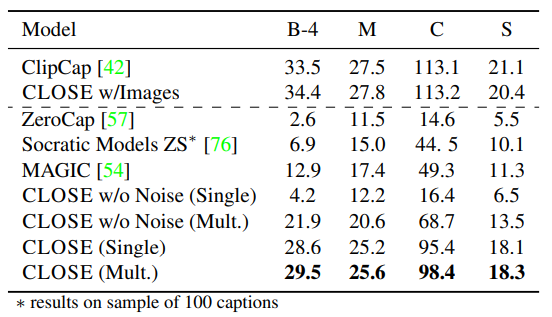 Model B-4 M C S
ClipCap [42] 33.5 27.5 113.1 21.1
CLOSE w/Images 34.4 27.8 113.2 20.4
ZeroCap [57] 2.6 11.5 14.6 5.5
Socratic Models ZS* [76] 6.9 15.0 44. 5 10.1
MAGIC [54] 12.9 17.4 49.3 11.3
CLOSE w/o Noise (Single) 4.2 12.2 16.4 6.5
CLOSE w/o Noise (Mult.) 21.9 20.6 68.7 13.5
CLOSE (Single) 28.6 25.2 95.4 18.1
CLOSE (Mult.) 29.5 25.6 98.4 18.3
* results on sample of 100 captions